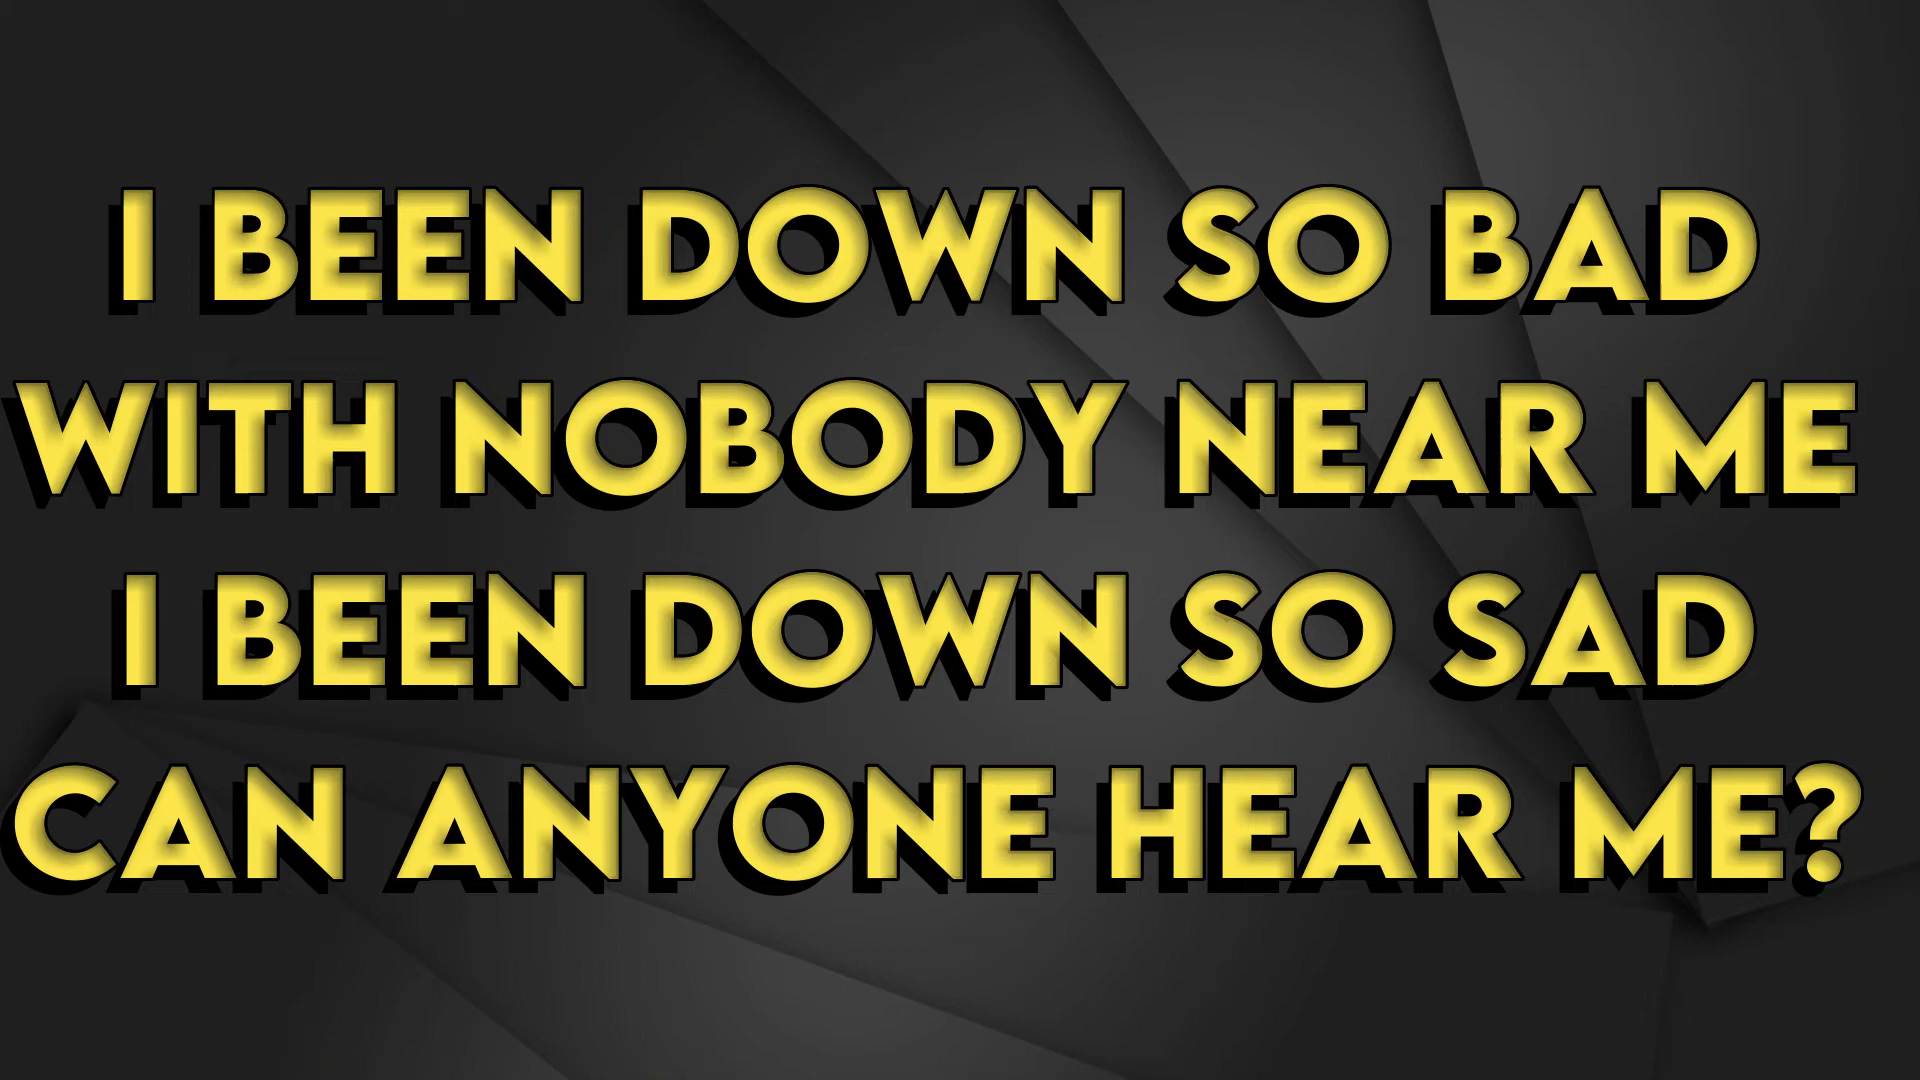 I BEEN DOWN SO BAD
WITH NOBODY NEAR ME
I BEEN DOWN SO SAD
CAN ANYONE HEAR ME?